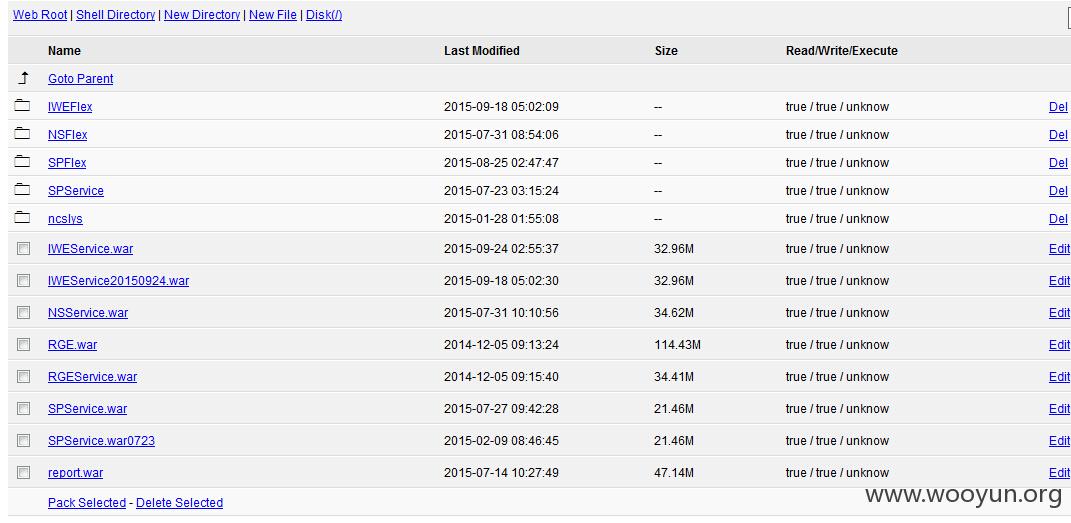 Web Root | Shell Directory | New Directory | New File | Disk(/)
Name Last Modified Size Read/Write/Execute
Goto Parent
IWEFlex 2015-09-18 05:02:09 -- true / true / unknow Del
NSFlex 2015-07-31 08:54:06 -- true / true / unknow Del
SPFlex 2015-08-25 02:47:47 -- true / true / unknow Del
SPService 2015-07-23 03:15:24 -- true / true / unknow Del
ncslys 2015-01-28 01:55:08 -- true / true / unknow Del
IWEService.war 2015-09-24 02:55:37 32.96M true / true / unknow Edit
IWEService20150924.war 2015-09-18 05:02:30 32.96M true / true / unknow Edit
NSService.war 2015-07-31 10:10:56 34.62M true / true / unknow Edit
RGE.war 2014-12-05 09:13:24 114.43M true / true / unknow Edit
RGEService.war 2014-12-05 09:15:40 34.41M true / true / unknow Edit
SPService.war 2015-07-27 09:42:28 21.46M true / true / unknow Edit
SPService.war0723 2015-02-09 08:46:45 21.46M true / true / unknow Edit
report.war 2015-07-14 10:27:49 47.14M true / true / unknow Edit
Pack Selected - Delete Selected
www.wooyun.org